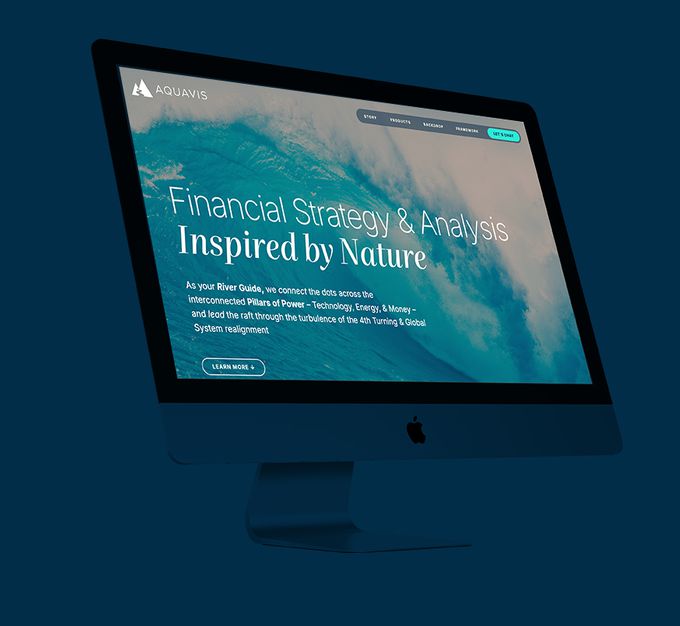 AQUAVIS
STORY PRODUCTS BACKDROP FRAMEWORK LET'S CHAT
Financial Strategy & Analysis
Inspired by Nature
As your River Guide, we connect the dots across the
interconnected Pillars of Power – Technology, Energy, & Money –
and lead the raft through the turbulence of the 4th Turning & Global
System realignment
LEARN MORE ↓